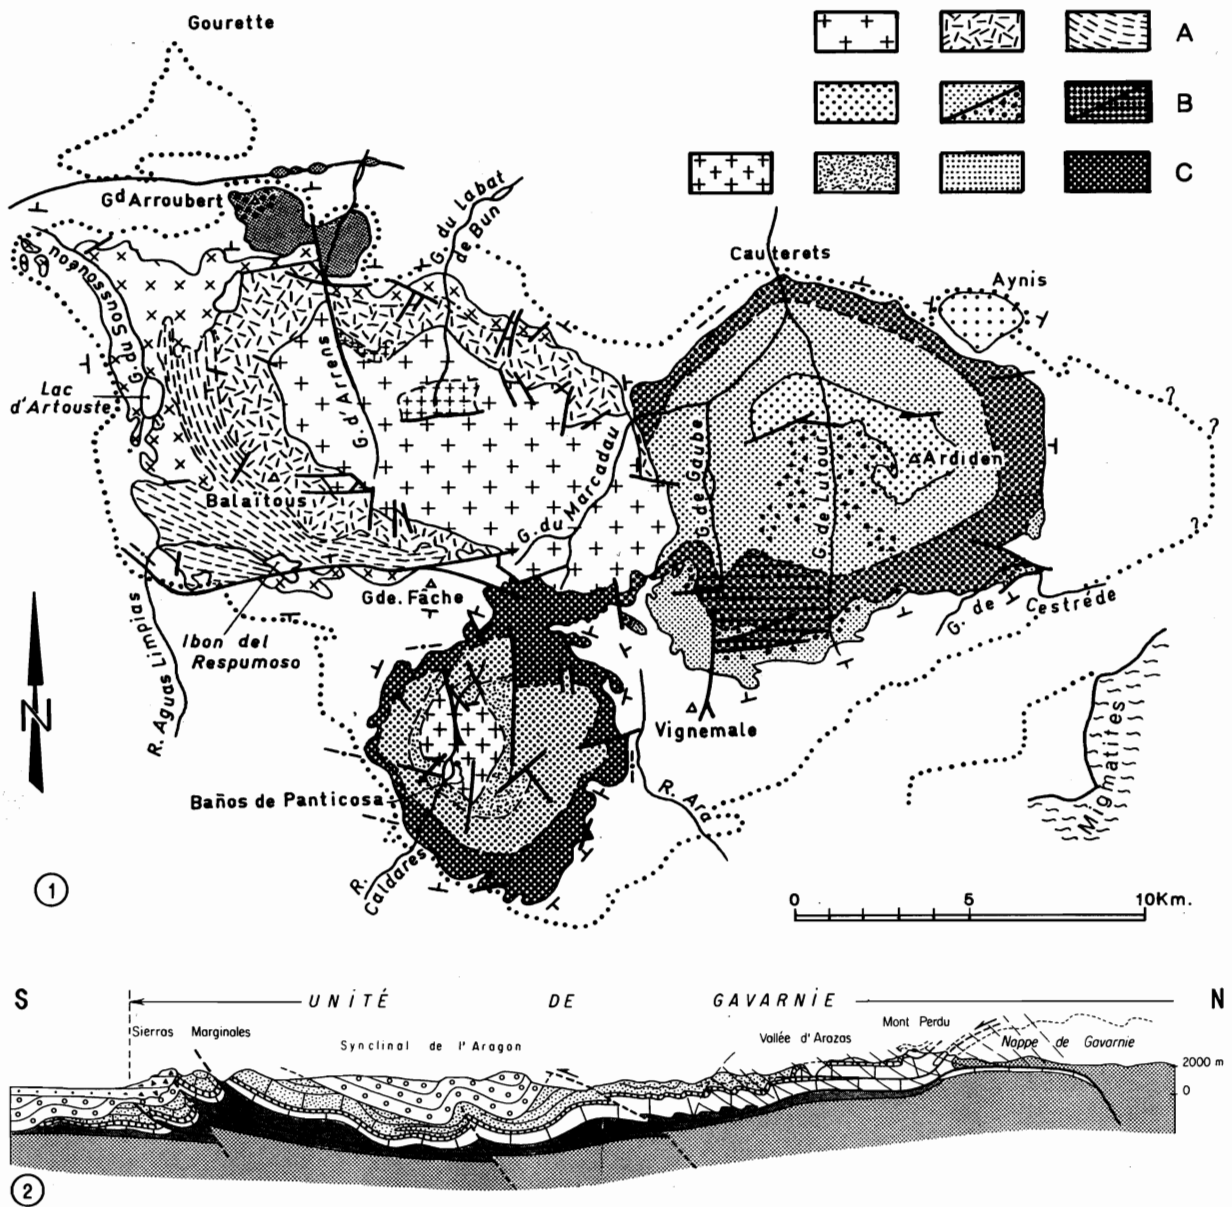 Gourette
A
B
C
Gd Arroubert
G. du Labat
de Bun
Cauterets
Aynis
G. du Soussouéou
Lac
d'Artouste
G. d'Arrens
?
?
?
G. de Gaube
G. de Lutour
Ardiden
Balaïtous
G. du Marcadau
Gde. Fâche
G. de
Cestréde
Ibon del
Respumoso
R. Aguas Limpias
N
Vignemale
Migmatites
Baños de Panticosa
R. Ara
R.
Caldares
1
0 5 10Km.
S UNITÉ DE GAVARNIE N
Sierras Marginales
Synclinal de l'Aragon
Vallée d'Arazas
Mont Perdu
Nappe de Gavarnie
2000 m
0
2